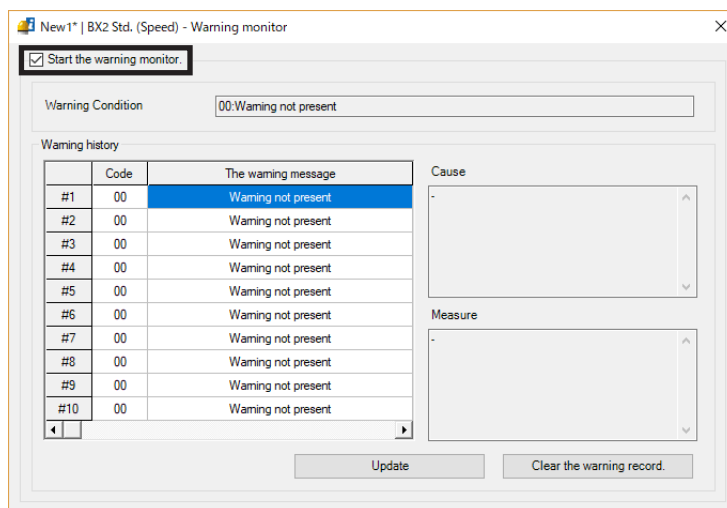 New1* | BX2 Std. (Speed) - Warning monitor
Start the warning monitor.
Warning Condition
00:Warning not present
Warning history
Code The warning message
#1 00 Warning not present
#2 00 Warning not present
#3 00 Warning not present
#4 00 Warning not present
#5 00 Warning not present
#6 00 Warning not present
#7 00 Warning not present
#8 00 Warning not present
#9 00 Warning not present
#10 00 Warning not present
Cause
-
Measure
-
Update
Clear the warning record.